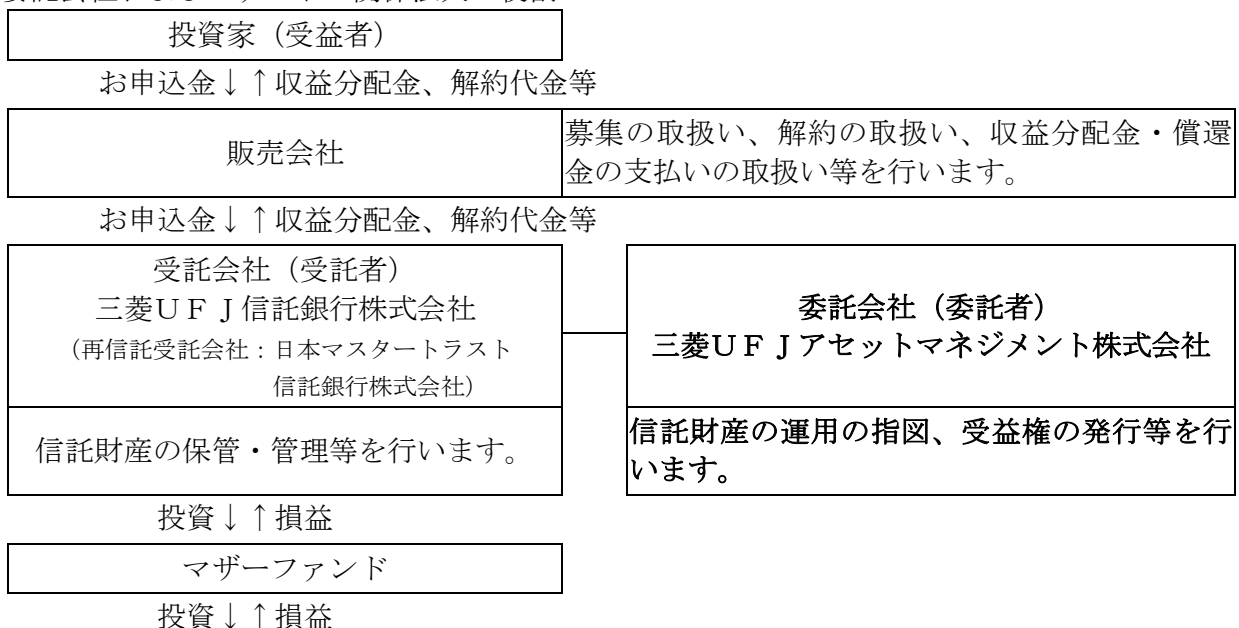 投資家（受益者）
お申込金↓↑収益分配金、解約代金等
販売会社
募集の取扱い、解約の取扱い、収益分配金・償還
金の支払いの取扱い等を行います。
お申込金↓↑収益分配金、解約代金等
受託会社（受託者）
三菱ＵＦＪ信託銀行株式会社
（再信託受託会社：日本マスタートラスト
信託銀行株式会社）
委託会社（委託者）
三菱ＵＦＪアセットマネジメント株式会社
信託財産の保管・管理等を行います。
信託財産の運用の指図、受益権の発行等を行
います。
投資↓↑損益
マザーファンド
投資↓↑損益